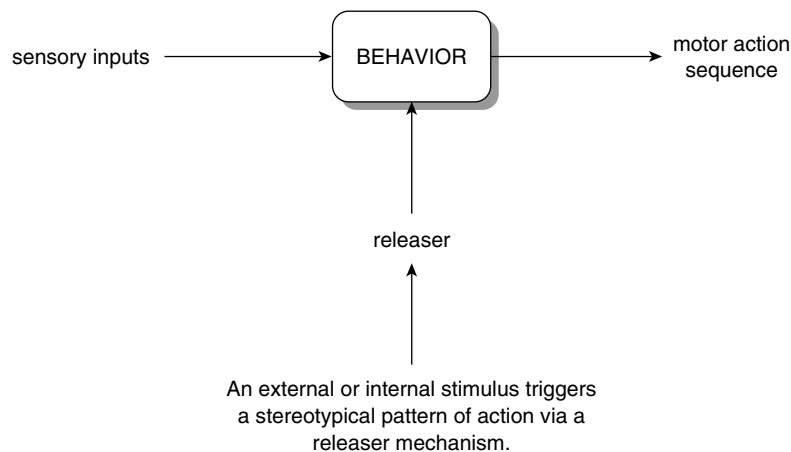 sensory inputs
BEHAVIOR
motor action
sequence
releaser
An external or internal stimulus triggers
a stereotypical pattern of action via a
releaser mechanism.